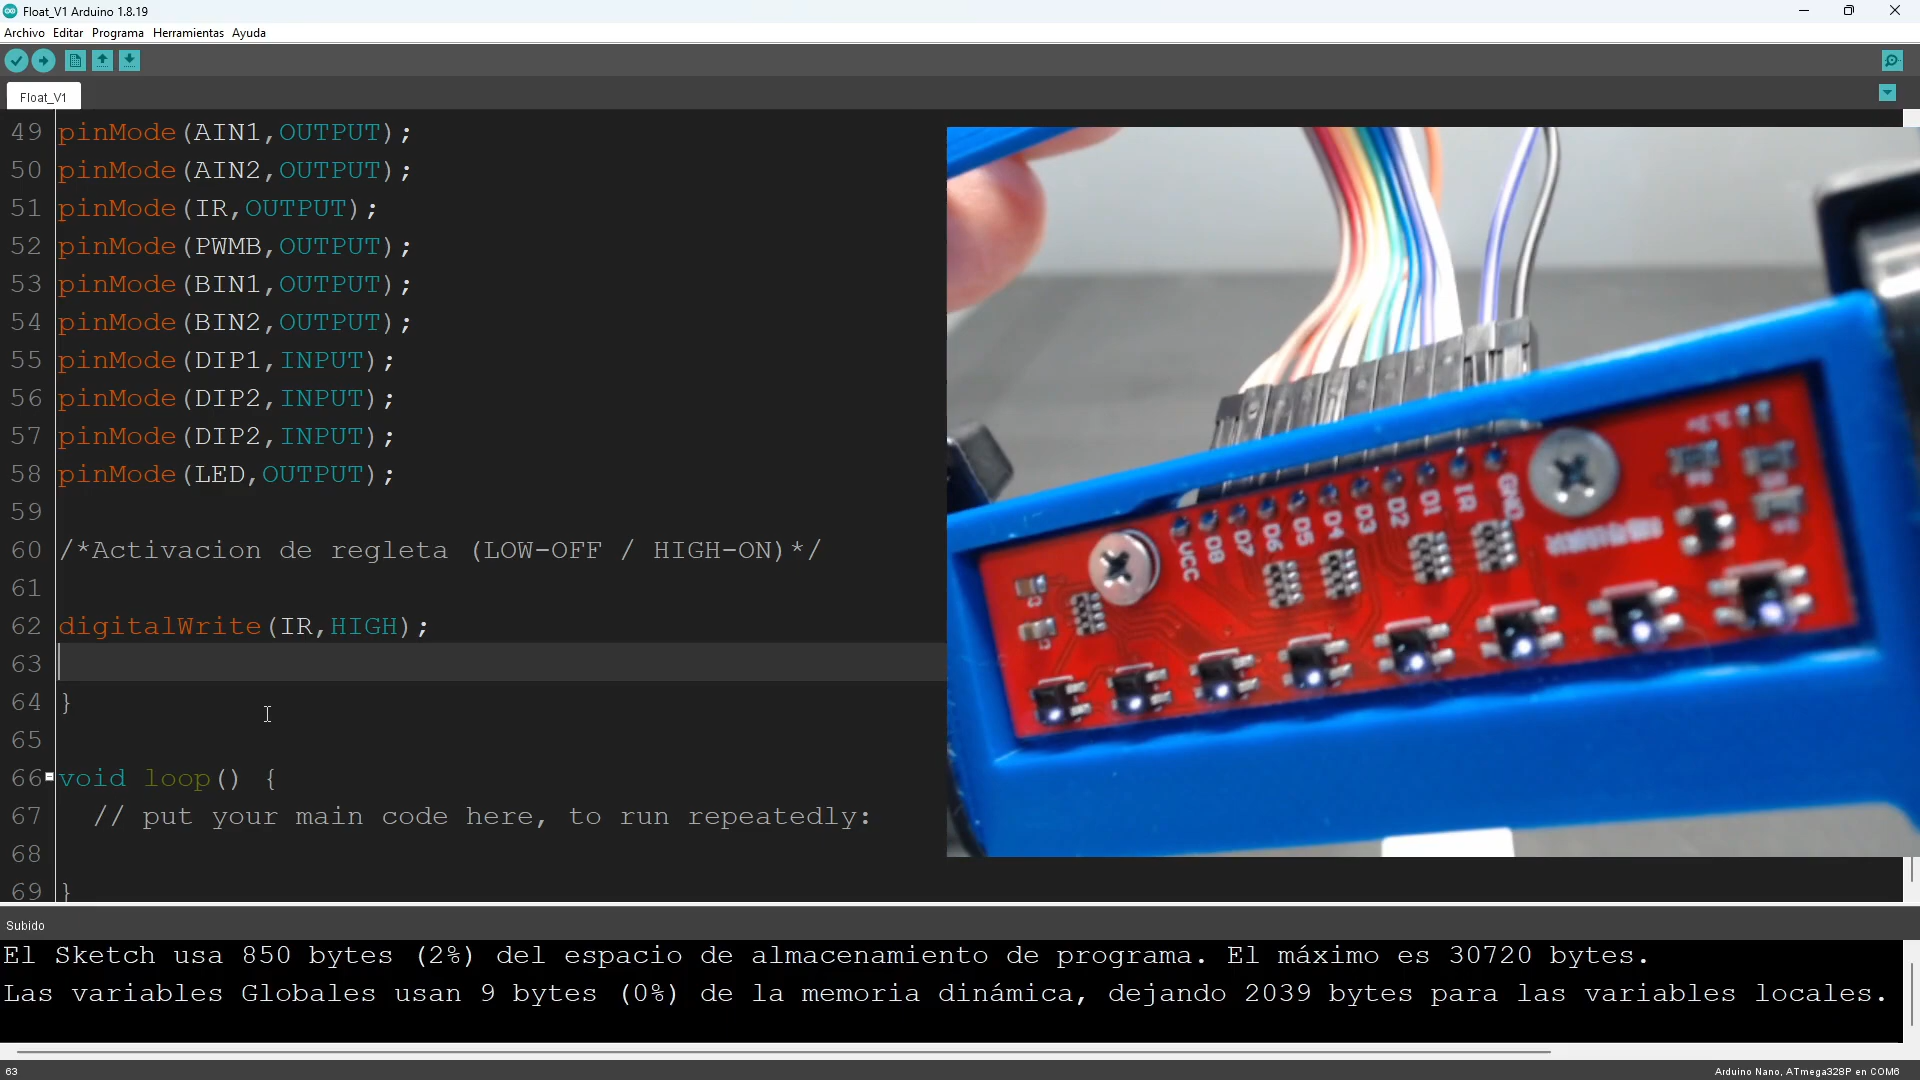 Float_V1 Arduino 1.8.19
Archivo Editar Programa Herramientas Ayuda
Float_V1
49 pinMode(AIN1,OUTPUT);
50 pinMode(AIN2,OUTPUT);
51 pinMode(IR,OUTPUT);
52 pinMode(PWMB,OUTPUT);
53 pinMode(BIN1,OUTPUT);
54 pinMode(BIN2,OUTPUT);
55 pinMode(DIP1,INPUT);
56 pinMode(DIP2,INPUT);
57 pinMode(DIP2,INPUT);
58 pinMode(LED,OUTPUT);
59
60 /*Activacion de regleta (LOW-OFF / HIGH-ON)*/
61
62 digitalWrite(IR,HIGH);
63
64 }
65
66 void loop() {
67 // put your main code here, to run repeatedly:
68
69 }
VCC D8 D7 D6 D5 D4 D3 D2 D1 IR GND
Subido
El Sketch usa 850 bytes (2%) del espacio de almacenamiento de programa. El máximo es 30720 bytes.
Las variables Globales usan 9 bytes (0%) de la memoria dinámica, dejando 2039 bytes para las variables locales.
63
Arduino Nano, ATmega328P en COM6